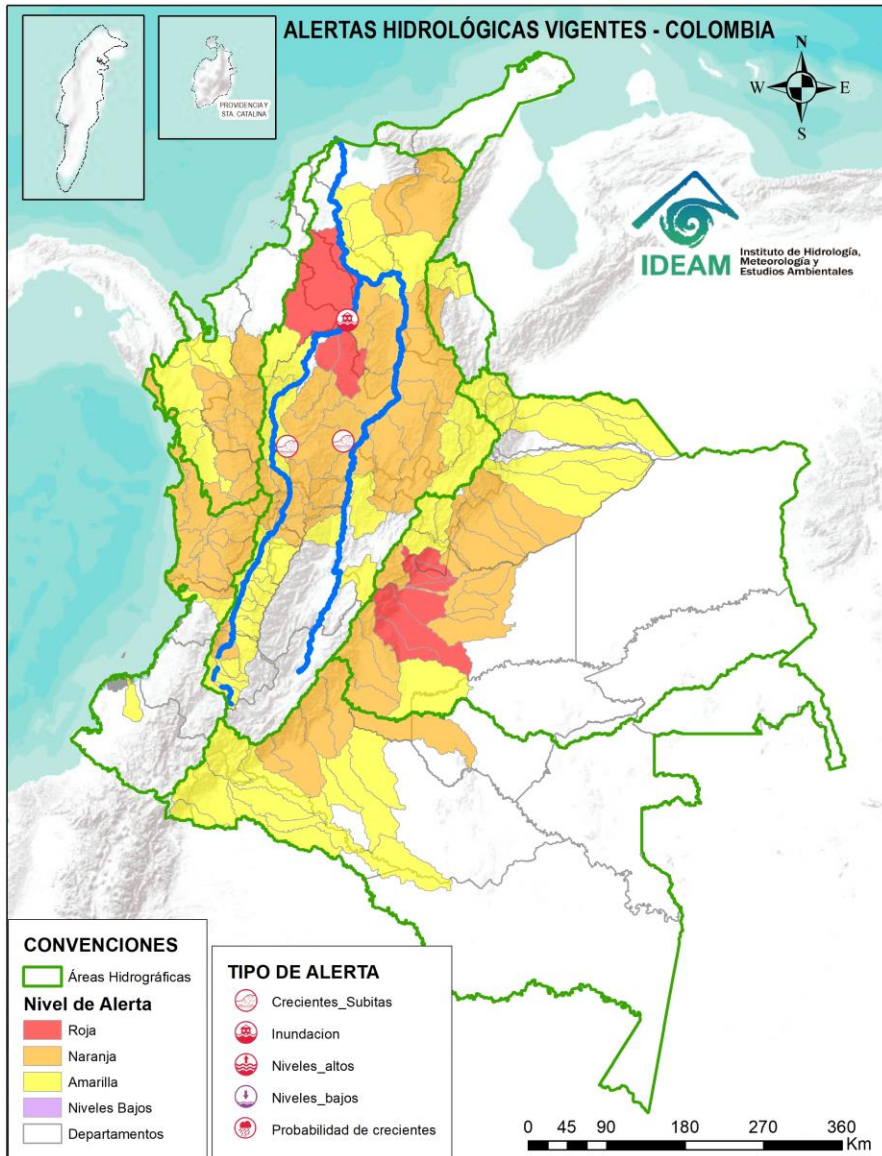 ALERTAS HIDROLÓGICAS VIGENTES - COLOMBIA
PROVIDENCIA Y
STA. CATALINA
N
W
E
S
IDEAM
Instituto de Hidrología,
Meteorología y
Estudios Ambientales
CONVENCIONES
Áreas Hidrográficas
Nivel de Alerta
Roja
Naranja
Amarilla
Niveles Bajos
Departamentos
TIPO DE ALERTA
Crecientes_Subitas
Inundacion
Niveles_altos
Niveles_bajos
Probabilidad de crecientes
0 45 90 180 270 360
Km